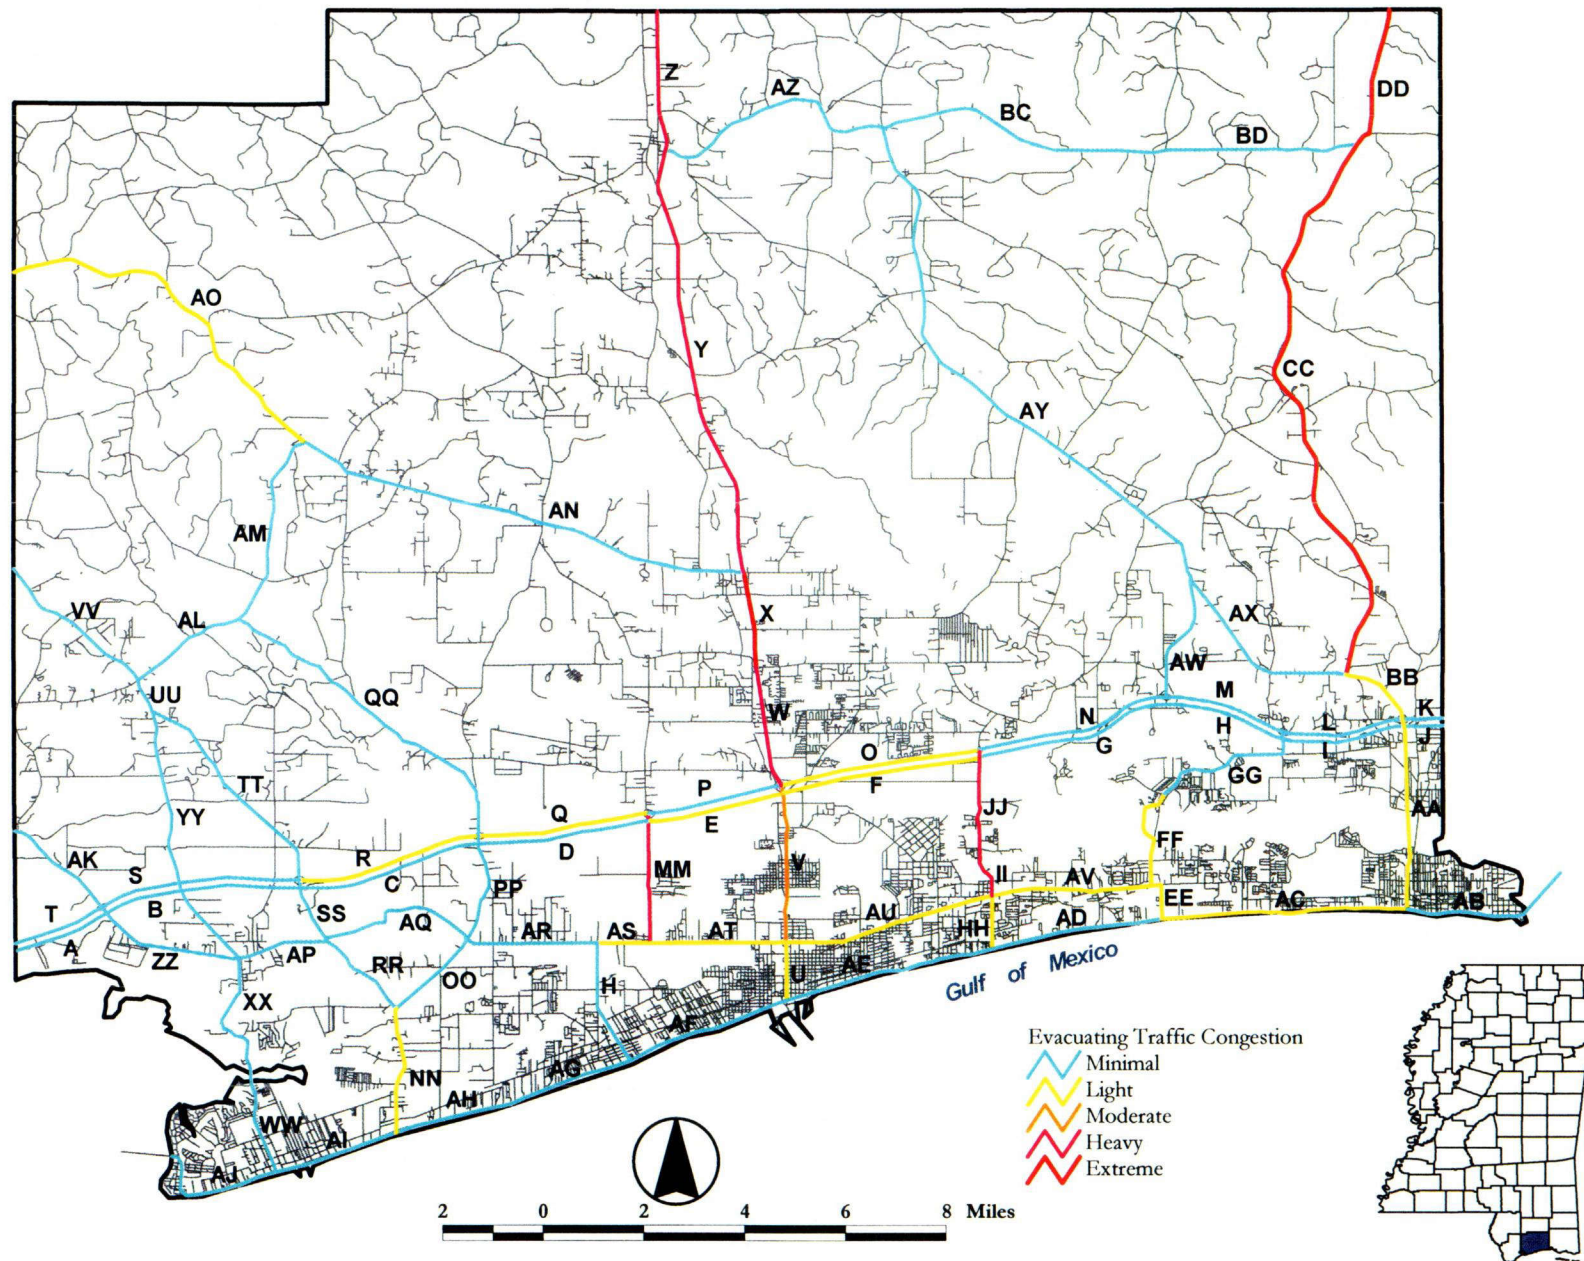 Z
AZ
BC
BD
DD
AO
Y
CC
AY
AN
AM
VV
AL
X
AX
AW
UU
QQ
BB
W
M
K
N
H
L
J
G
I
O
F
GG
TT
P
Q
E
YY
D
JJ
AA
FF
R
AK
S
C
MM
V
II
AV
B
PP
EE
AC
AB
T
SS
AQ
AU
AD
A
AP
AR
AS
AT
HH
ZZ
RR
OO
H
U
AE
Gulf of Mexico
XX
AF
NN
AG
AH
WW
AI
AJ
Evacuating Traffic Congestion
Minimal
Light
Moderate
Heavy
Extreme
2 0 2 4 6 8 Miles